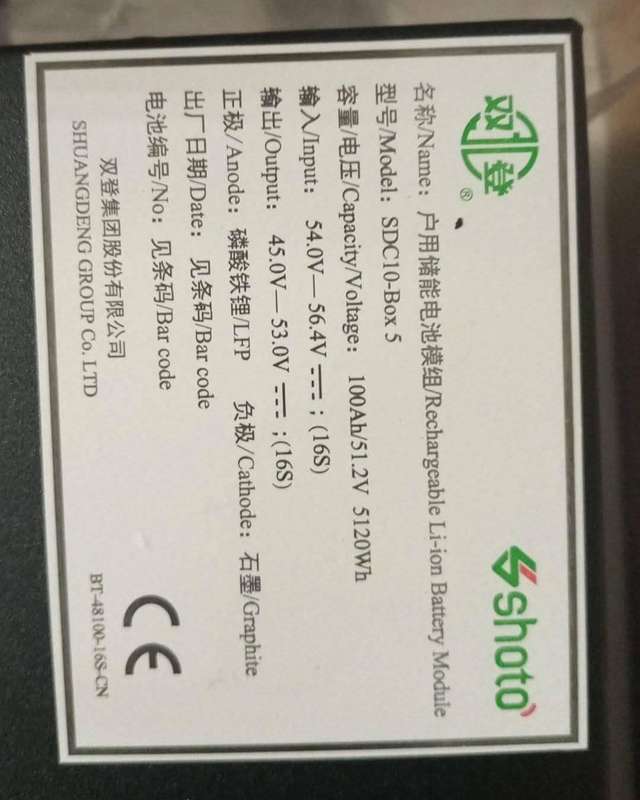 双登®
shoto
名称/Name: 户用储能电池模组/Rechargeable Li-ion Battery Module
型号/Model: SDC10-Box 5
容量/电压/Capacity/Voltage: 100Ah/51.2V 5120Wh
输入/Input: 54.0V—56.4V ⎓ ; (16S)
输出/Output: 45.0V—53.0V ⎓ ; (16S)
正极/Anode: 磷酸铁锂/LFP 负极/Cathode: 石墨/Graphite
出厂日期/Date: 见条码/Bar code
电池编号/No: 见条码/Bar code
双登集团股份有限公司
SHUANGDENG GROUP Co. LTD
CE
BT-48100-16S-CN